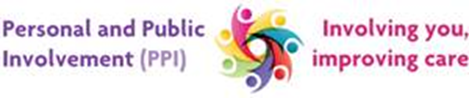 Personal and Public
Involvement (PPI)
Involving you,
improving care